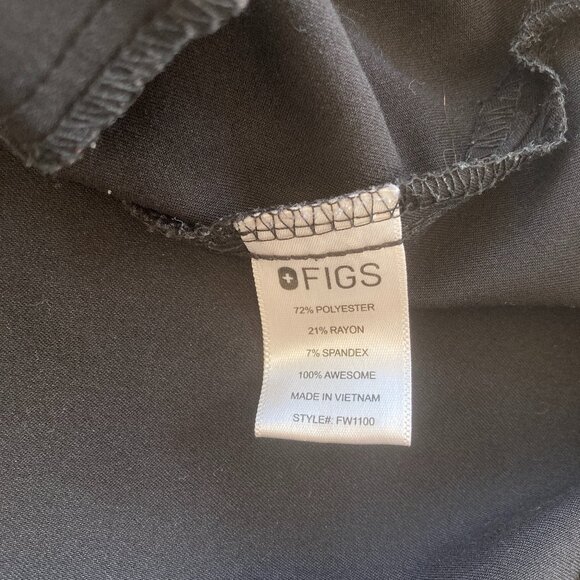 FIGS
72% POLYESTER
21% RAYON
7% SPANDEX
100% AWESOME
MADE IN VIETNAM
STYLE#: FW1100